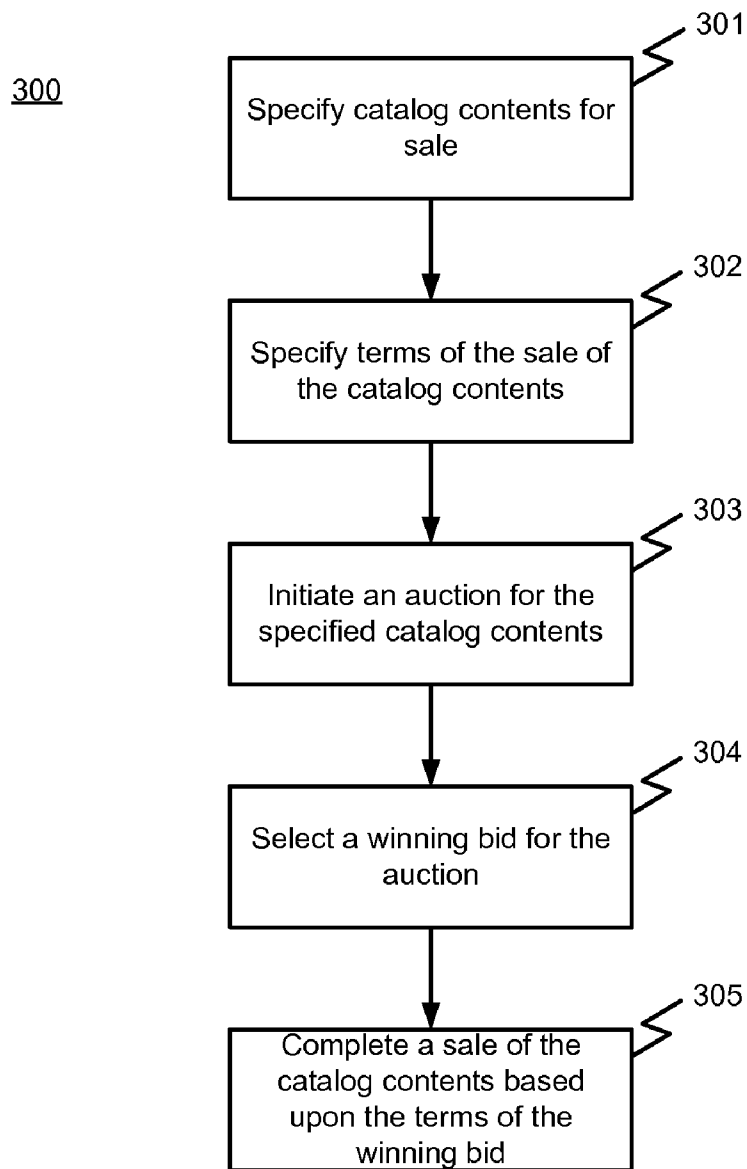 301
300
Specify catalog contents for
sale
302
Specify terms of the sale of
the catalog contents
303
Initiate an auction for the
specified catalog contents
304
Select a winning bid for the
auction
305
Complete a sale of the
catalog contents based
upon the terms of the
winning bid